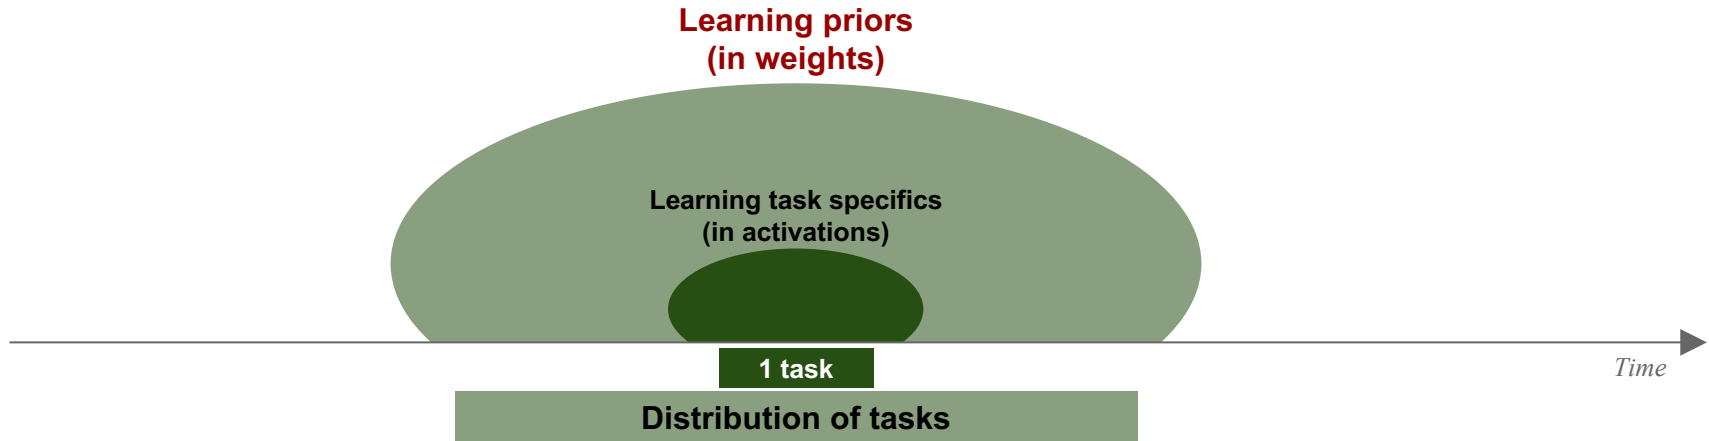 Learning priors
(in weights)
Learning task specifics
(in activations)
1 task
Time
Distribution of tasks